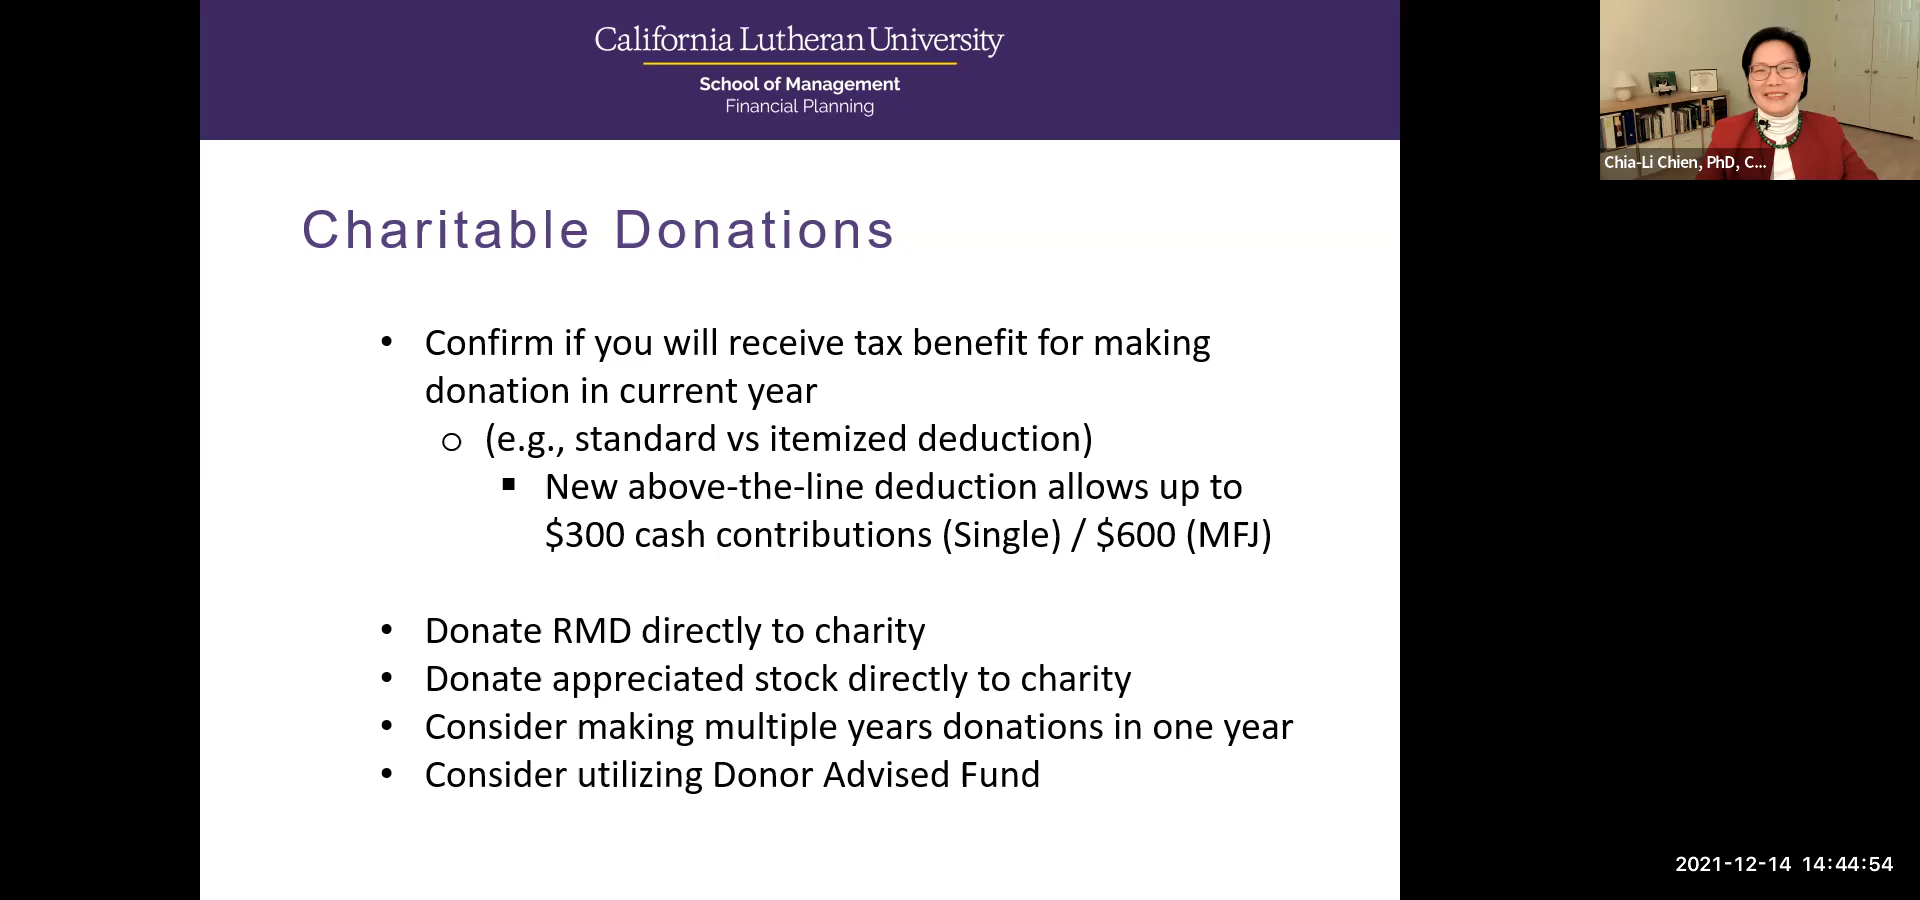 California Lutheran University
School of Management
Financial Planning
Chia-Li Chien, PhD, C...
Charitable Donations
• Confirm if you will receive tax benefit for making
donation in current year
o (e.g., standard vs itemized deduction)
▪ New above-the-line deduction allows up to
$300 cash contributions (Single) / $600 (MFJ)
• Donate RMD directly to charity
• Donate appreciated stock directly to charity
• Consider making multiple years donations in one year
• Consider utilizing Donor Advised Fund
2021-12-14 14:44:54